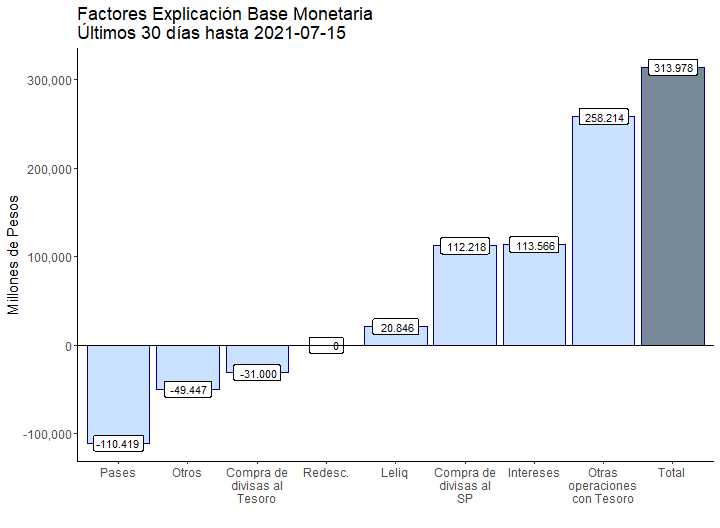 Factores Explicación Base Monetaria
Últimos 30 días hasta 2021-07-15
Millones de Pesos
300,000
200,000
100,000
0
-100,000
-110.419
-49.447
-31.000
0
20.846
112.218
113.566
258.214
313.978
Pases
Otros
Compra de
divisas al
Tesoro
Redesc.
Leliq
Compra de
divisas al
SP
Intereses
Otras
operaciones
con Tesoro
Total